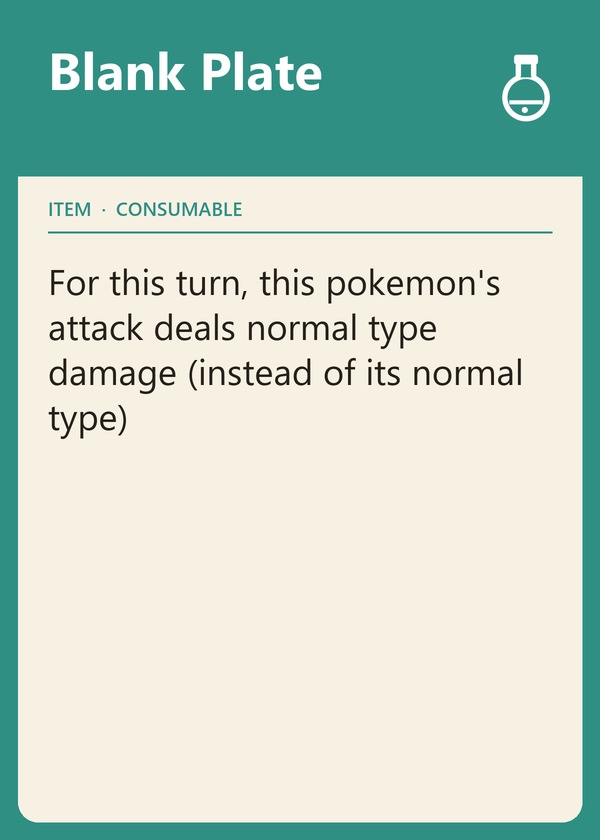 Blank Plate
ITEM · CONSUMABLE
For this turn, this pokemon's
attack deals normal type
damage (instead of its normal
type)